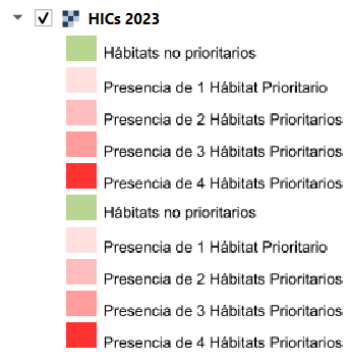 HICs 2023
Hábitats no prioritarios
Presencia de 1 Hábitat Prioritario
Presencia de 2 Hábitats Prioritarios
Presencia de 3 Hábitats Prioritarios
Presencia de 4 Hábitats Prioritarios
Hábitats no prioritarios
Presencia de 1 Hábitat Prioritario
Presencia de 2 Hábitats Prioritarios
Presencia de 3 Hábitats Prioritarios
Presencia de 4 Hábitats Prioritarios